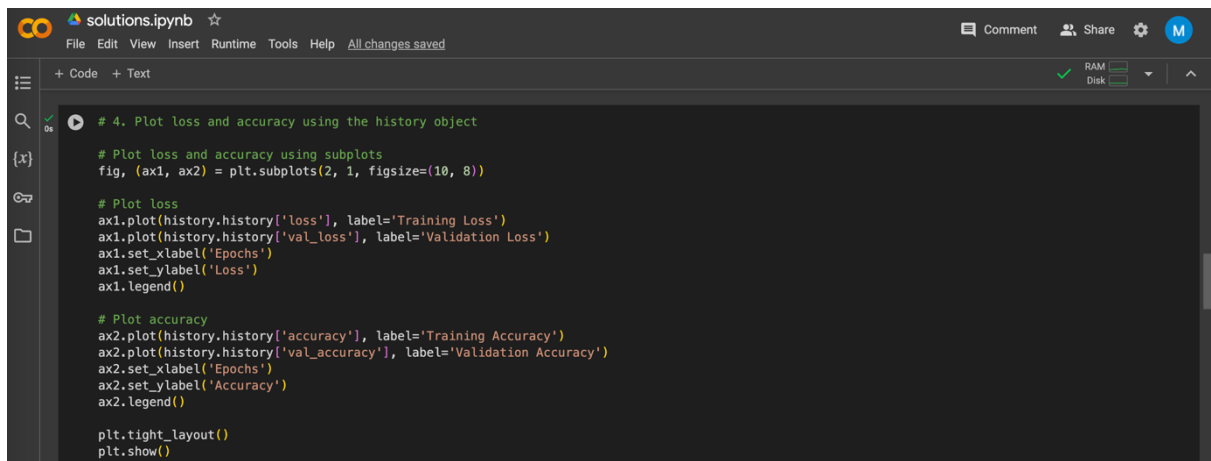 solutions.ipynb
File Edit View Insert Runtime Tools Help All changes saved
Comment Share M
+ Code + Text
RAM
Disk
0s
{x}
# 4. Plot loss and accuracy using the history object
# Plot loss and accuracy using subplots
fig, (ax1, ax2) = plt.subplots(2, 1, figsize=(10, 8))
# Plot loss
ax1.plot(history.history['loss'], label='Training Loss')
ax1.plot(history.history['val_loss'], label='Validation Loss')
ax1.set_xlabel('Epochs')
ax1.set_ylabel('Loss')
ax1.legend()
# Plot accuracy
ax2.plot(history.history['accuracy'], label='Training Accuracy')
ax2.plot(history.history['val_accuracy'], label='Validation Accuracy')
ax2.set_xlabel('Epochs')
ax2.set_ylabel('Accuracy')
ax2.legend()
plt.tight_layout()
plt.show()